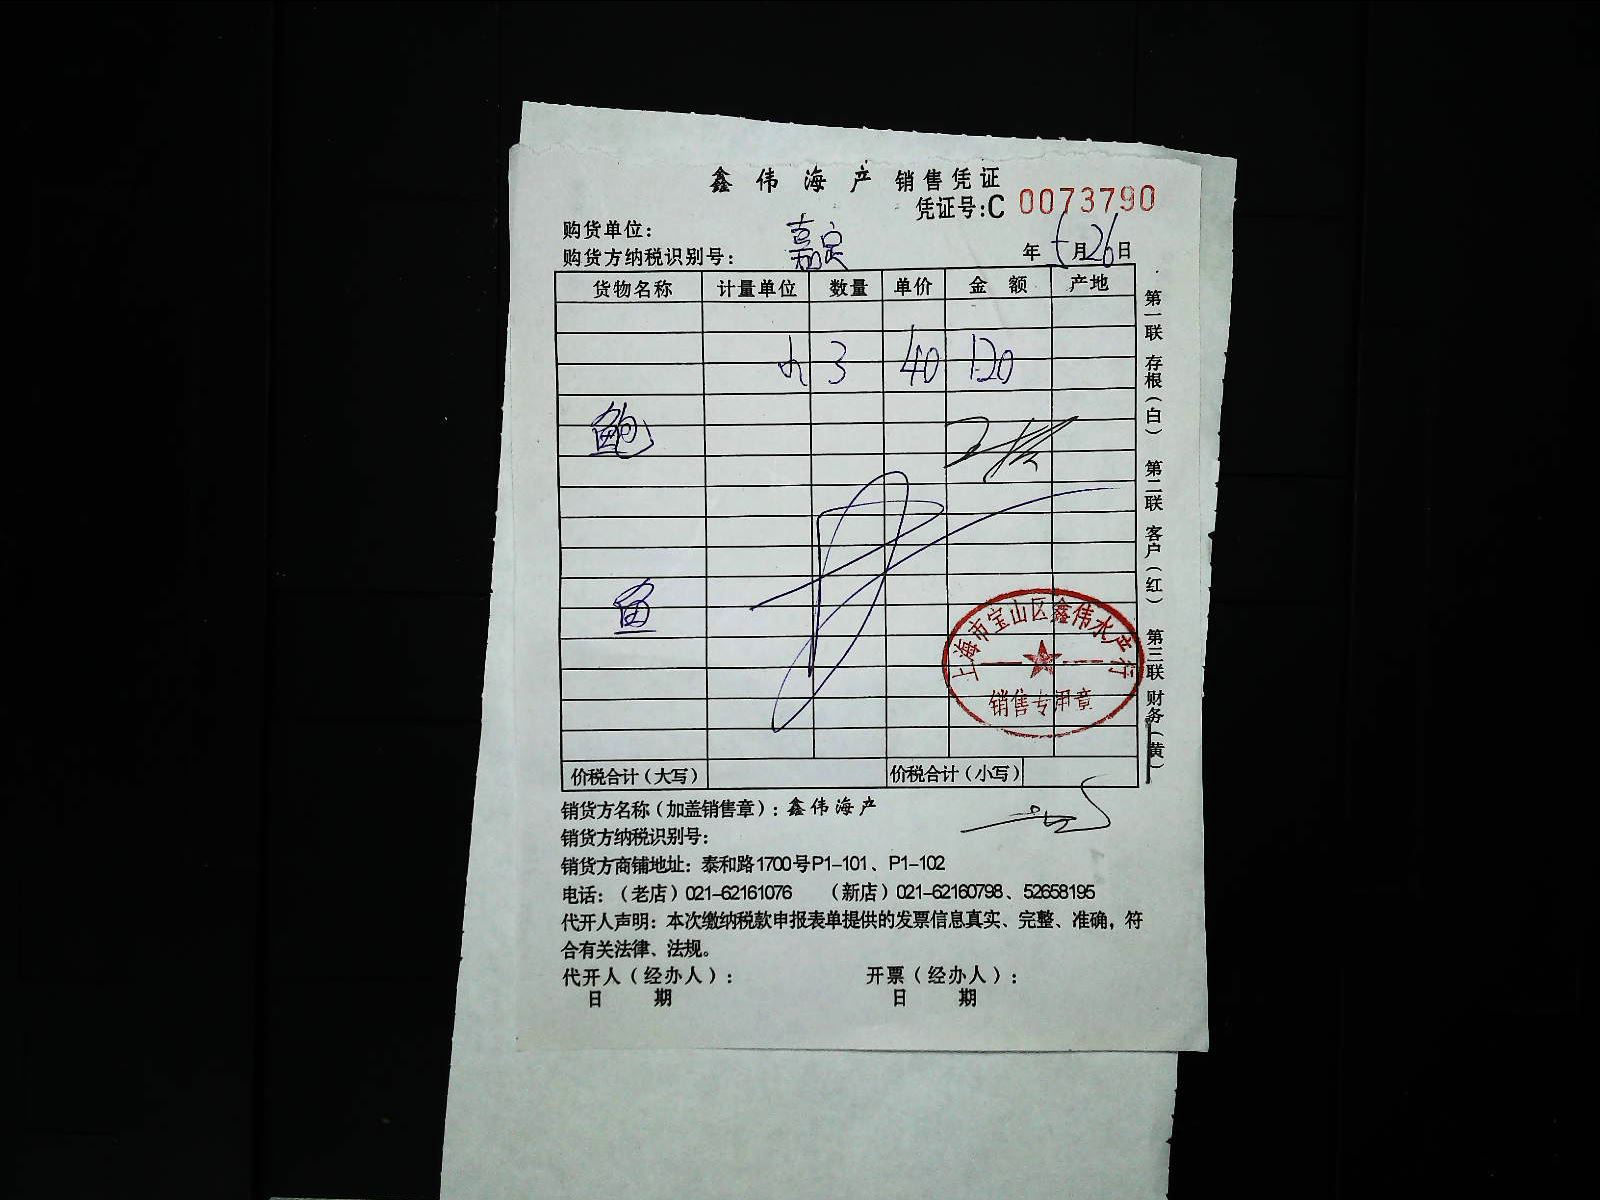 鑫伟海产 销售凭证
凭证号:C 0073790
购货单位:
购货方纳税识别号: 嘉定 年 5月26日
货物名称 计量单位 数量 单价 金额 产地
3 40 120
鲍
鱼
上海市宝山区鑫伟水产行
销售专用章
价税合计(大写) 价税合计(小写)
第一联 存根(白) 第二联 客户(红) 第三联 财务(黄)
销货方名称(加盖销售章):鑫伟海产
销货方纳税识别号:
销货方商铺地址:泰和路1700号P1-101、P1-102
电话:(老店)021-62161076 (新店)021-62160798、52658195
代开人声明:本次缴纳税款申报表单提供的发票信息真实、完整、准确,符
合有关法律、法规。
代开人(经办人): 开票(经办人):
日 期 日 期